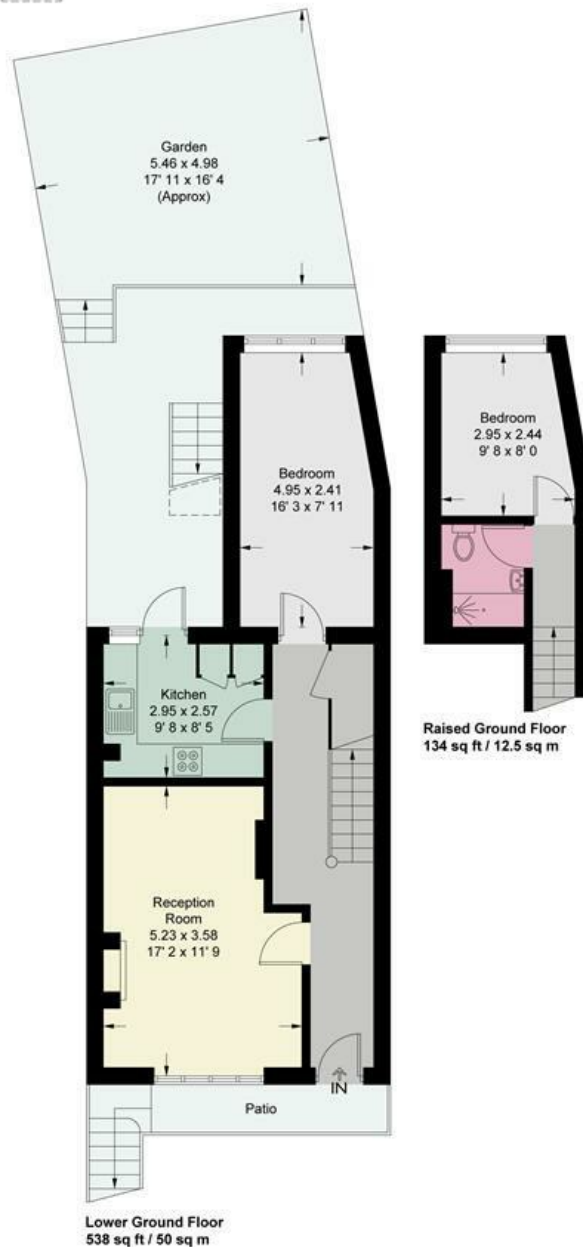 Garden
5.46 x 4.98
17' 11 x 16' 4
(Approx)
Bedroom
4.95 x 2.41
16' 3 x 7' 11
Bedroom
2.95 x 2.44
9' 8 x 8' 0
Kitchen
2.95 x 2.57
9' 8 x 8' 5
Raised Ground Floor
134 sq ft / 12.5 sq m
Reception
Room
5.23 x 3.58
17' 2 x 11' 9
IN
Patio
Lower Ground Floor
538 sq ft / 50 sq m